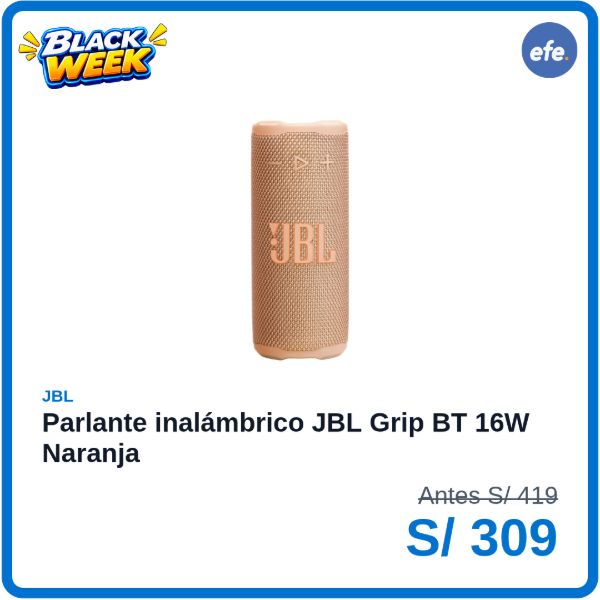 BLACK
WEEK
efe.
JBL
JBL
Parlante inalámbrico JBL Grip BT 16W
Naranja
Antes S/ 419
S/ 309